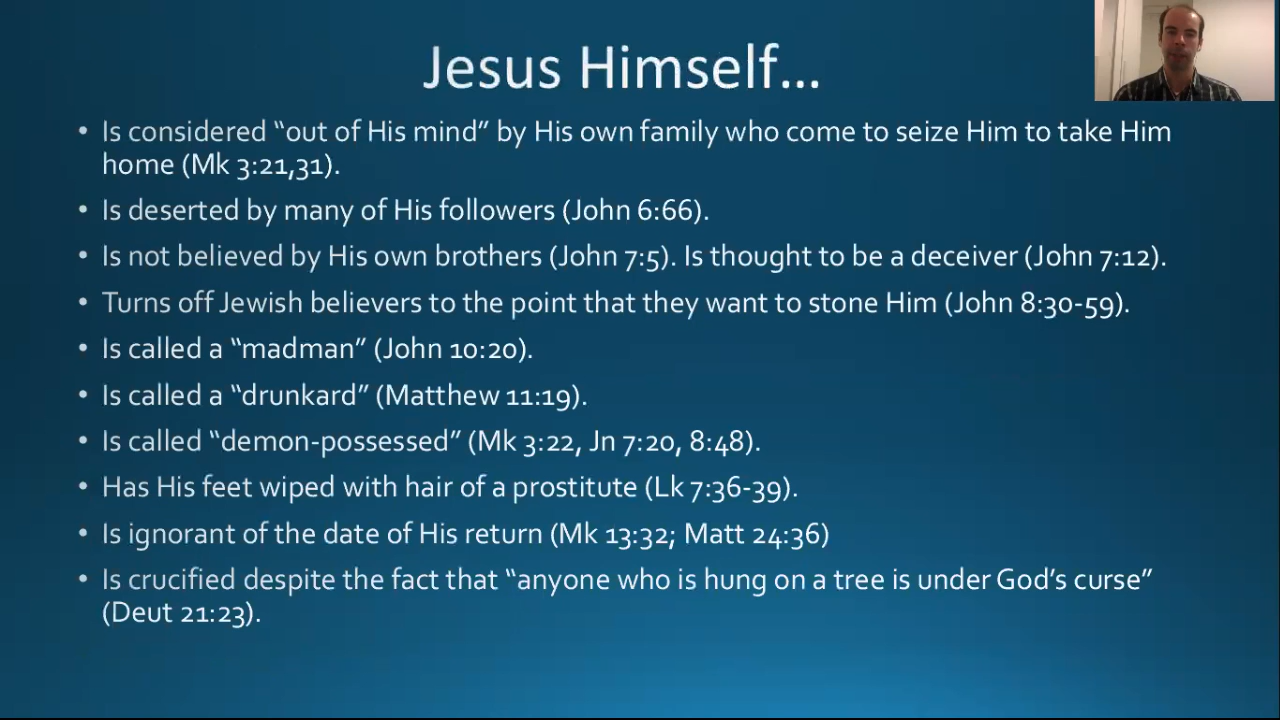 Jesus Himself...
• Is considered “out of His mind” by His own family who come to seize Him to take Him
home (Mk 3:21,31).
• Is deserted by many of His followers (John 6:66).
• Is not believed by His own brothers (John 7:5). Is thought to be a deceiver (John 7:12).
• Turns off Jewish believers to the point that they want to stone Him (John 8:30-59).
• Is called a “madman” (John 10:20).
• Is called a “drunkard” (Matthew 11:19).
• Is called “demon-possessed” (Mk 3:22, Jn 7:20, 8:48).
• Has His feet wiped with hair of a prostitute (Lk 7:36-39).
• Is ignorant of the date of His return (Mk 13:32; Matt 24:36)
• Is crucified despite the fact that “anyone who is hung on a tree is under God’s curse”
(Deut 21:23).